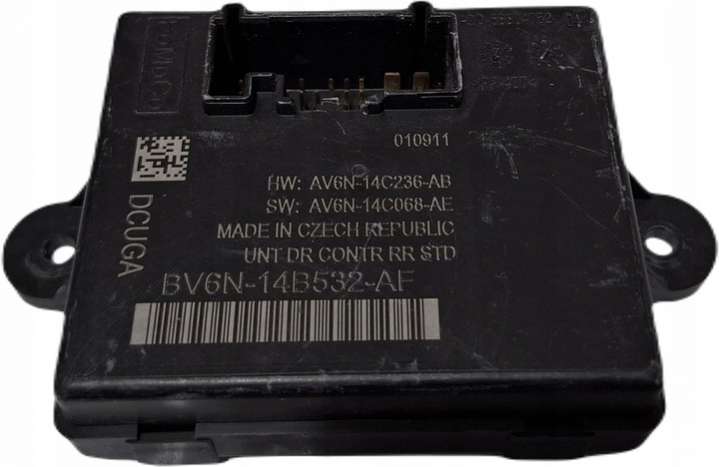 FoMoCo
010911
HW: AV6N-14C236-AB
SW: AV6N-14C068-AE
MADE IN CZECH REPUBLIC
UNT DR CONTR RR STD
DCUGA
BV6N-14B532-AF